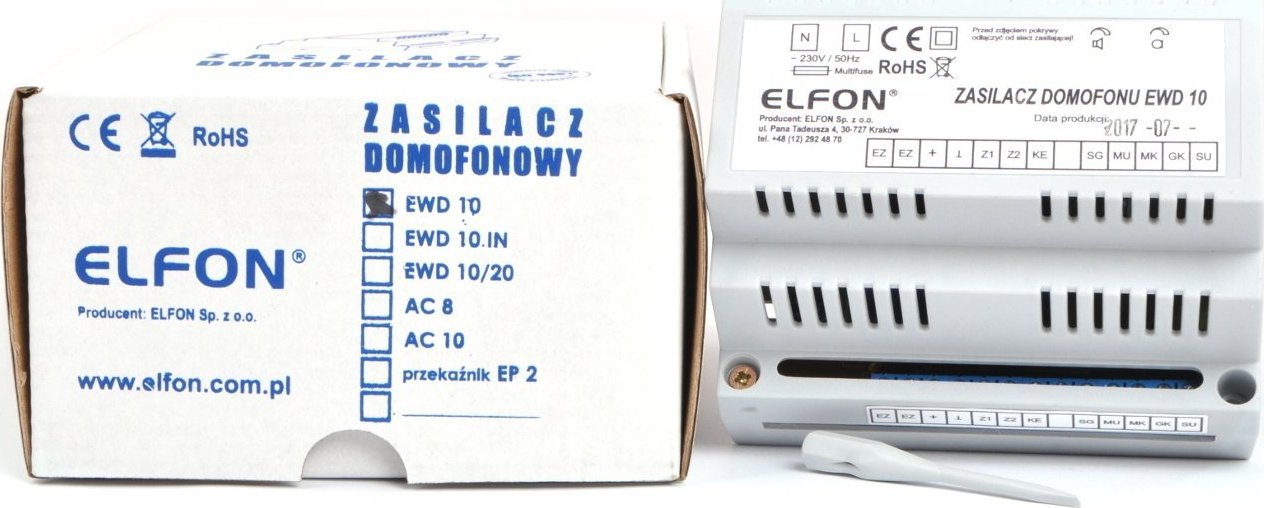 ZASILACZ
DOMOFONOWY
CE RoHS
ZASILACZ
DOMOFONOWY
EWD 10
EWD 10.IN
EWD 10/20
AC 8
AC 10
przekaźnik EP 2
ELFON®
Producent: ELFON Sp. z o.o.
www.elfon.com.pl
N L CE
Przed zdjęciem pokrywy
odłączyć od sieci zasilającej!
~ 230V / 50Hz
Multifuse RoHS
ELFON® ZASILACZ DOMOFONU EWD 10
Producent: ELFON Sp. z o.o.
ul. Pana Tadeusza 4, 30-727 Kraków
tel. +48 (12) 292 48 70
Data produkcji: 2017 -07- -
EZ EZ + ⊥ Z1 Z2 KE SG MU MK GK SU
EZ EZ + ⊥ Z1 Z2 KE SG MU MK GK SU